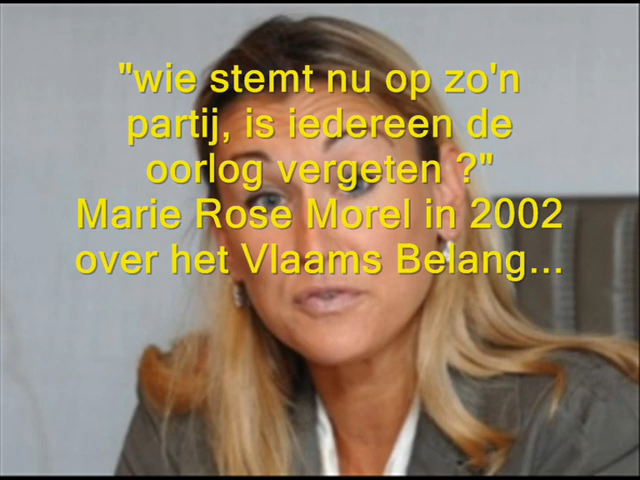 "wie stemt nu op zo'n
partij, is iedereen de
oorlog vergeten ?"
Marie Rose Morel in 2002
over het Vlaams Belang...